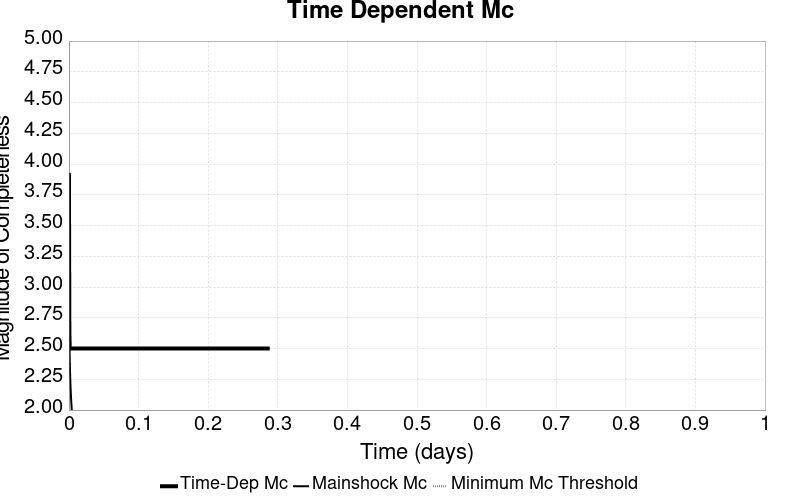 Time Dependent Mc
Magnitude of Completeness
5.00
4.75
4.50
4.25
4.00
3.75
3.50
3.25
3.00
2.75
2.50
2.25
2.00
0 0.1 0.2 0.3 0.4 0.5 0.6 0.7 0.8 0.9 1
Time (days)
Time-Dep Mc Mainshock Mc Minimum Mc Threshold